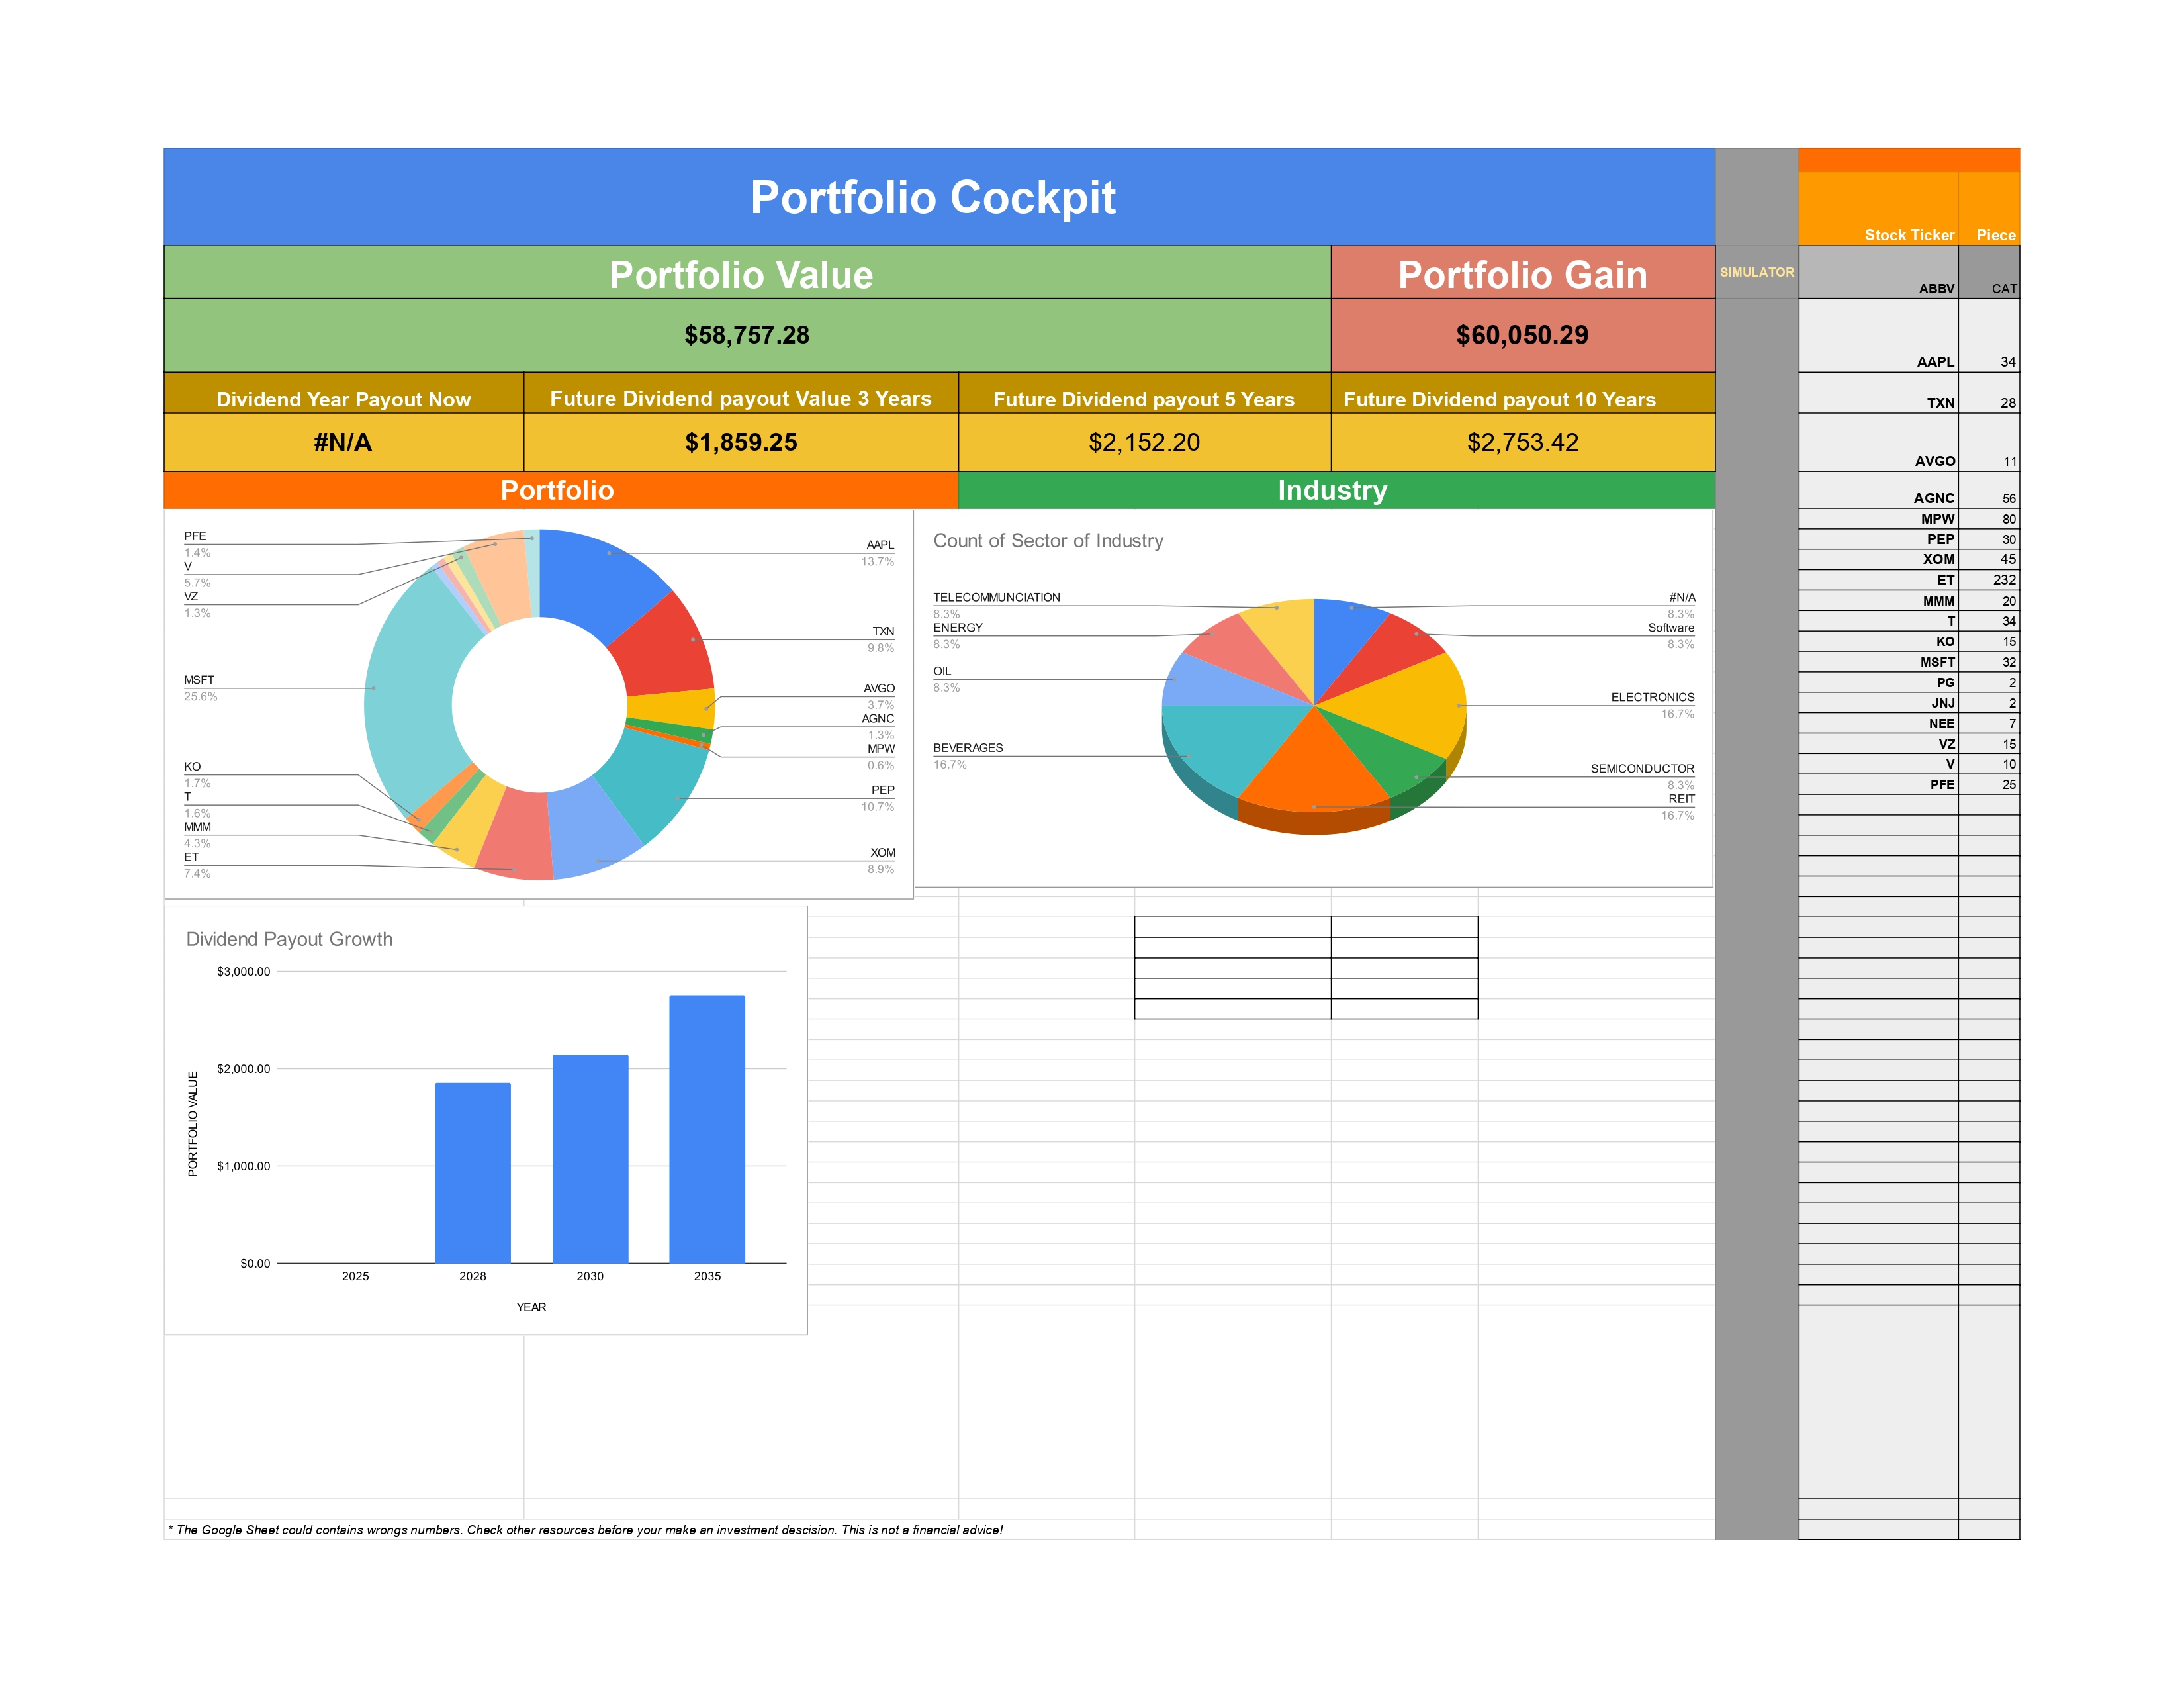 Portfolio Cockpit
Stock Ticker Piece
Portfolio Value Portfolio Gain SIMULATOR ABBV CAT
$58,757.28 $60,050.29 AAPL 34
Dividend Year Payout Now Future Dividend payout Value 3 Years Future Dividend payout 5 Years Future Dividend payout 10 Years TXN 28
#N/A $1,859.25 $2,152.20 $2,753.42 AVGO 11
Portfolio Industry AGNC 56
MPW 80
PEP 30
XOM 45
ET 232
MMM 20
T 34
KO 15
MSFT 32
PG 2
JNJ 2
NEE 7
VZ 15
V 10
PFE 25
PFE
1.4%
V
5.7%
VZ
1.3%
MSFT
25.6%
KO
1.7%
T
1.6%
MMM
4.3%
ET
7.4%
AAPL
13.7%
TXN
9.8%
AVGO
3.7%
AGNC
1.3%
MPW
0.6%
PEP
10.7%
XOM
8.9%
Count of Sector of Industry
TELECOMMUNCIATION
8.3%
ENERGY
8.3%
OIL
8.3%
BEVERAGES
16.7%
#N/A
8.3%
Software
8.3%
ELECTRONICS
16.7%
SEMICONDUCTOR
8.3%
REIT
16.7%
Dividend Payout Growth
$3,000.00
$2,000.00
$1,000.00
$0.00
PORTFOLIO VALUE
2025 2028 2030 2035
YEAR
* The Google Sheet could contains wrongs numbers. Check other resources before your make an investment descision. This is not a financial advice!